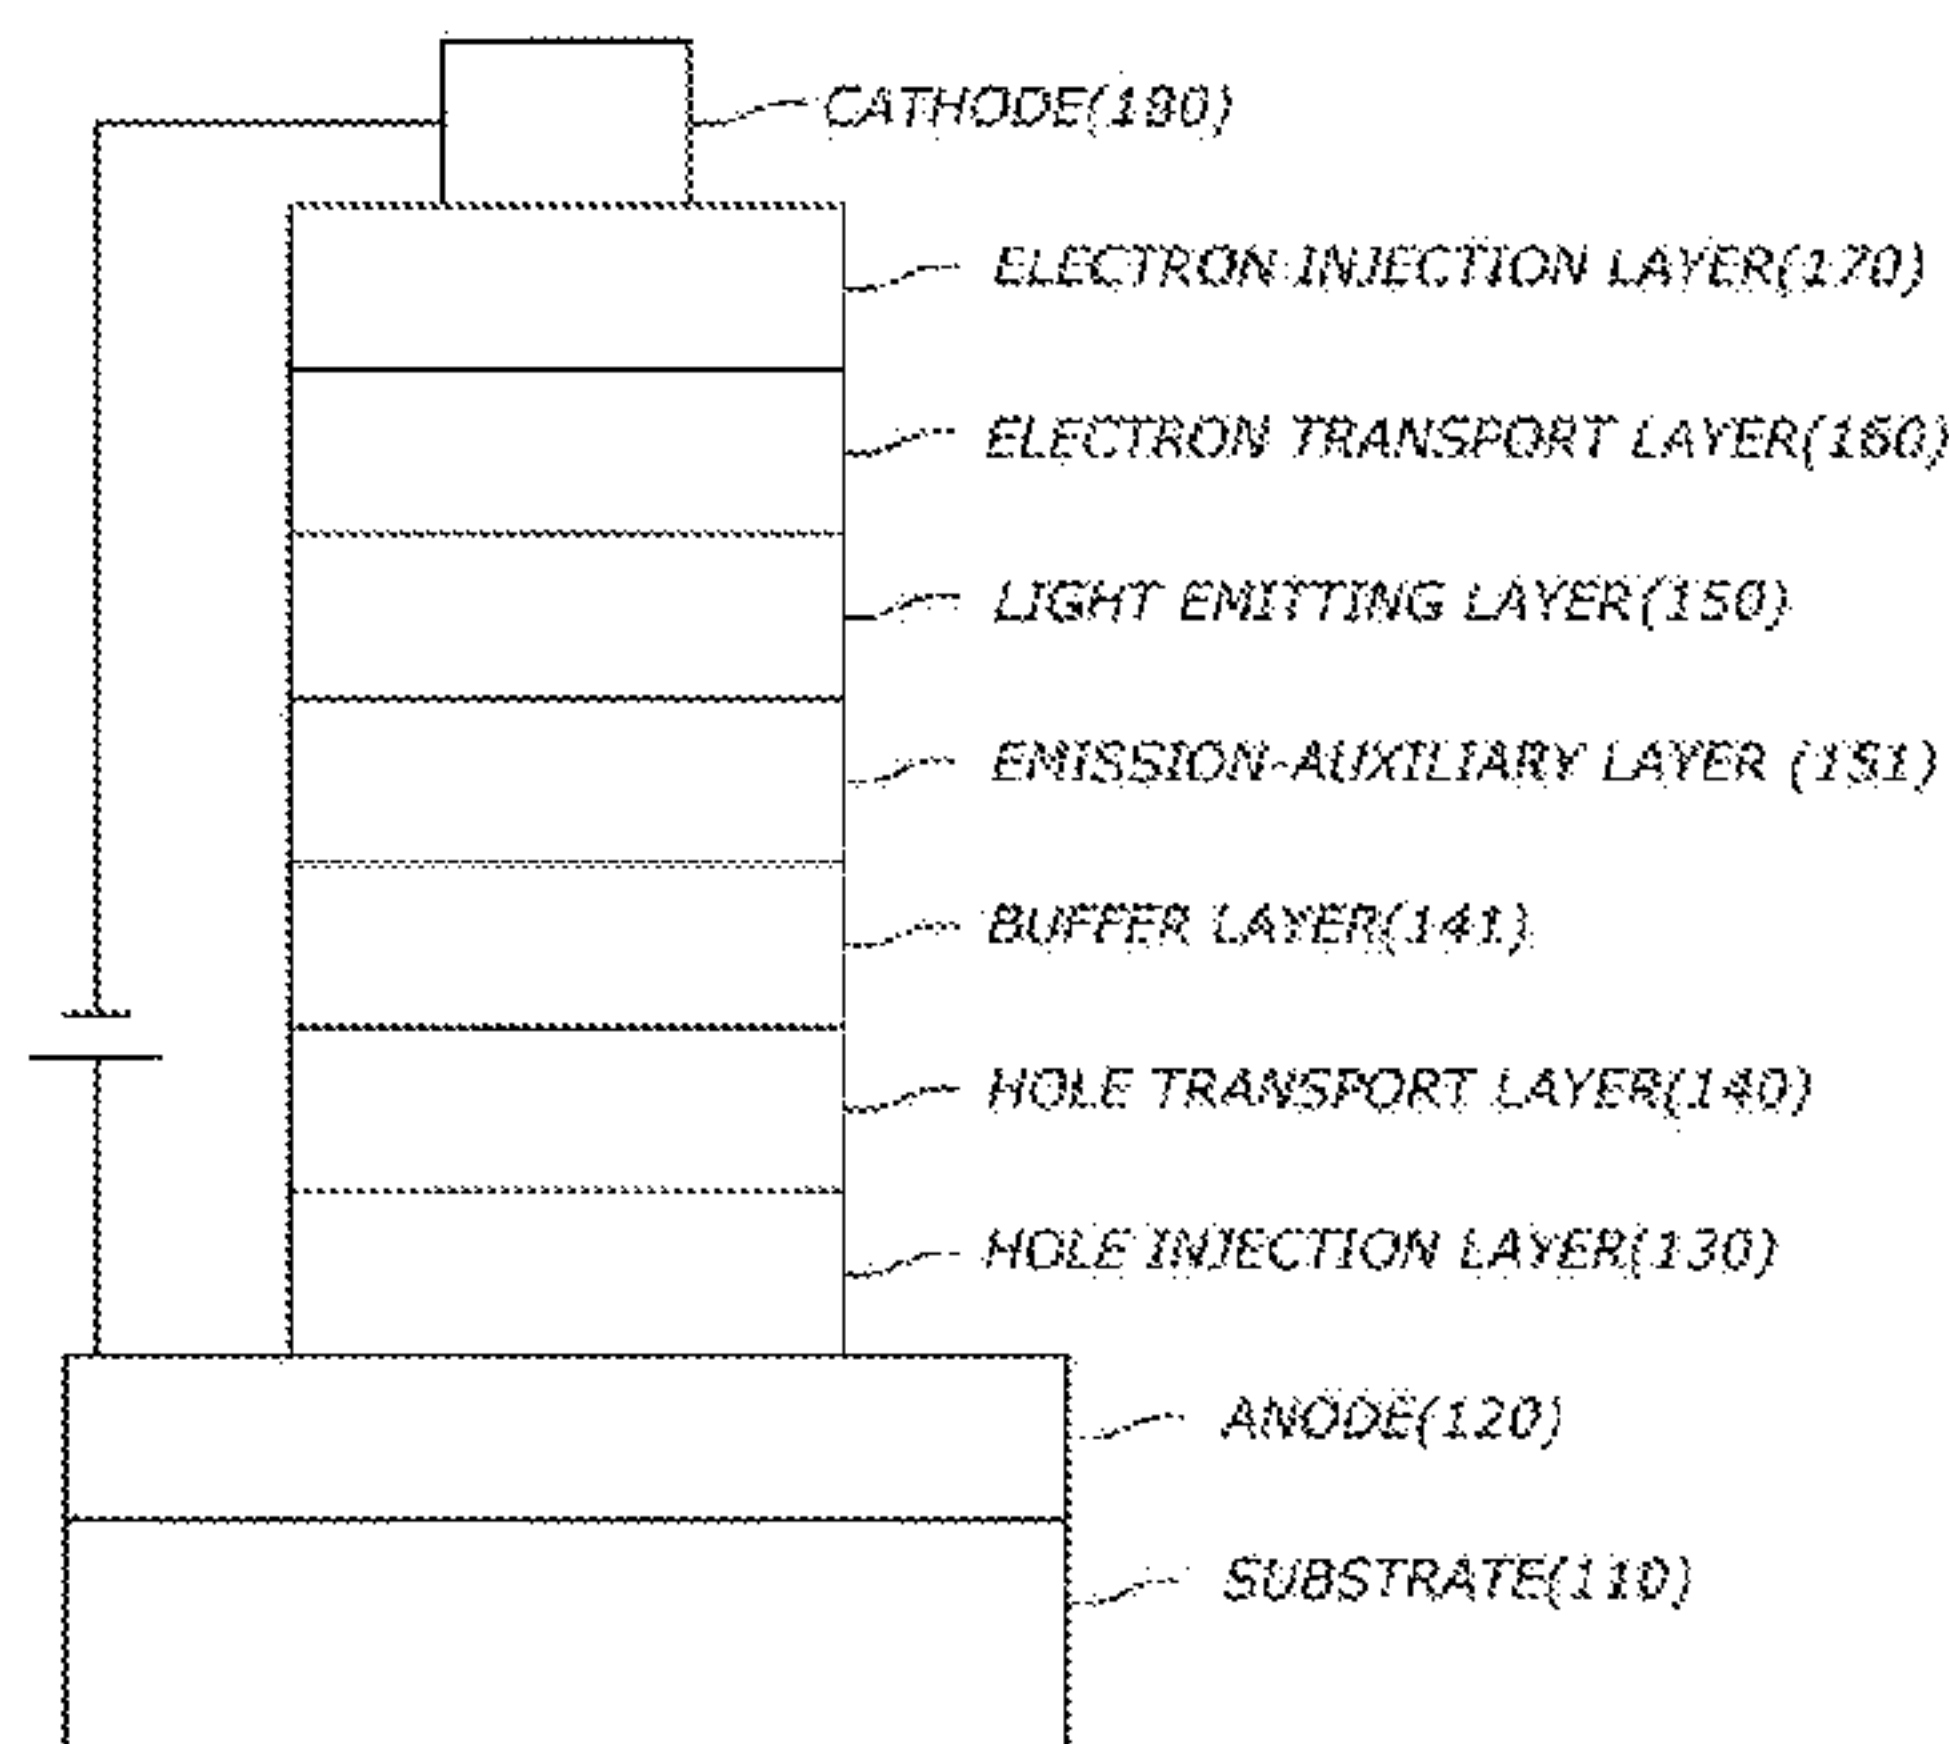 CATHODE(180)
ELECTRON INJECTION LAYER(170)
ELECTRON TRANSPORT LAYER(160)
LIGHT EMITTING LAYER(150)
EMISSION-AUXILIARY LAYER (151)
BUFFER LAYER(141)
HOLE TRANSPORT LAYER(140)
HOLE INJECTION LAYER(130)
ANODE(120)
SUBSTRATE(110)